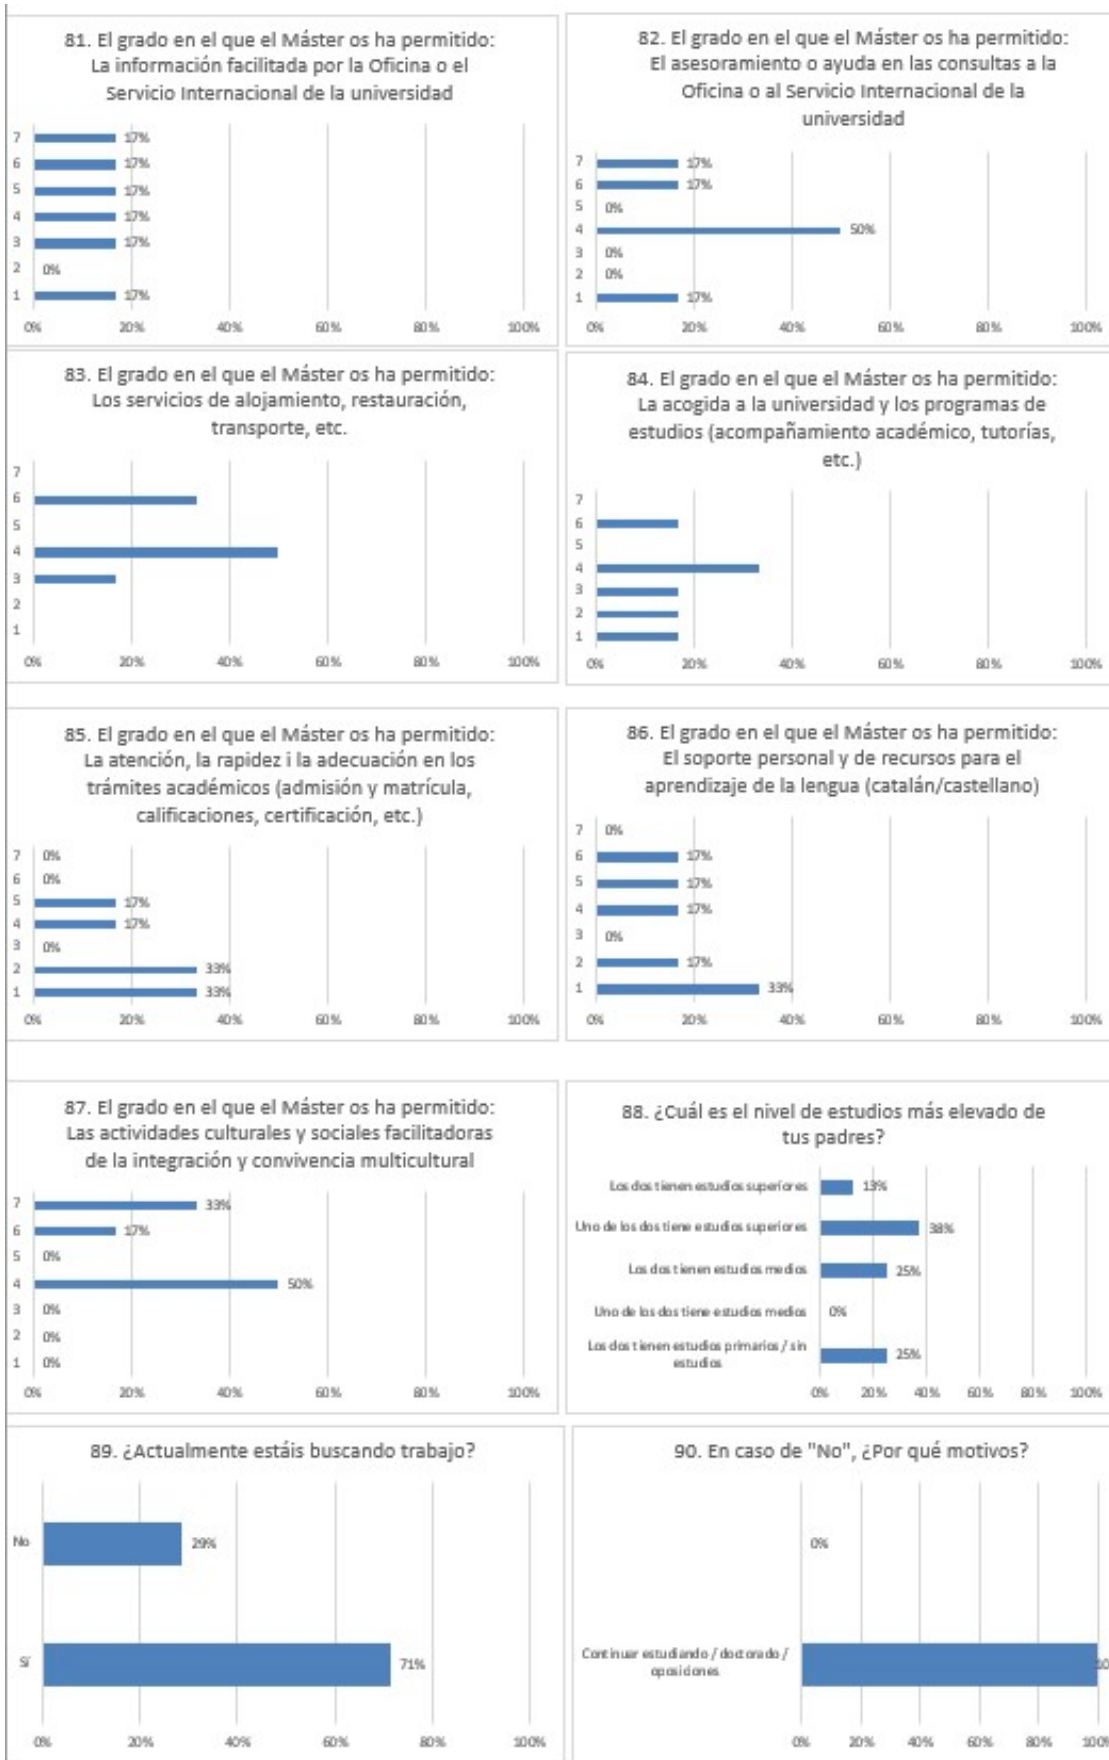 81. El grado en el que el Máster os ha permitido:
La información facilitada por la Oficina o el
Servicio Internacional de la universidad
7 17%
6 17%
5 17%
4 17%
3 17%
2 0%
1 17%
0% 20% 40% 60% 80% 100%
82. El grado en el que el Máster os ha permitido:
El asesoramiento o ayuda en las consultas a la
Oficina o al Servicio Internacional de la
universidad
7 17%
6 17%
5 0%
4 50%
3 0%
2 0%
1 17%
0% 20% 40% 60% 80% 100%
83. El grado en el que el Máster os ha permitido:
Los servicios de alojamiento, restauración,
transporte, etc.
7
6
5
4
3
2
1
0% 20% 40% 60% 80% 100%
84. El grado en el que el Máster os ha permitido:
La acogida a la universidad y los programas de
estudios (acompañamiento académico, tutorías,
etc.)
7
6
5
4
3
2
1
0% 20% 40% 60% 80% 100%
85. El grado en el que el Máster os ha permitido:
La atención, la rapidez i la adecuación en los
trámites académicos (admisión y matrícula,
calificaciones, certificación, etc.)
7 0%
6 0%
5 17%
4 17%
3 0%
2 33%
1 33%
0% 20% 40% 60% 80% 100%
86. El grado en el que el Máster os ha permitido:
El soporte personal y de recursos para el
aprendizaje de la lengua (catalán/castellano)
7 0%
6 17%
5 17%
4 17%
3 0%
2 17%
1 33%
0% 20% 40% 60% 80% 100%
87. El grado en el que el Máster os ha permitido:
Las actividades culturales y sociales facilitadoras
de la integración y convivencia multicultural
7 33%
6 17%
5 0%
4 50%
3 0%
2 0%
1 0%
0% 20% 40% 60% 80% 100%
88. ¿Cuál es el nivel de estudios más elevado de
tus padres?
Los dos tienen estudios superiores 13%
Uno de los dos tiene estudios superiores 38%
Los dos tienen estudios medios 25%
Uno de los dos tiene estudios medios 0%
Los dos tienen estudios primarios / sin
estudios 25%
0% 20% 40% 60% 80% 100%
89. ¿Actualmente estáis buscando trabajo?
No 29%
Sí 71%
0% 20% 40% 60% 80% 100%
90. En caso de "No", ¿Por qué motivos?
0%
Continuar estudiando / doctorado /
oposiciones
0% 20% 40% 60% 80% 100%